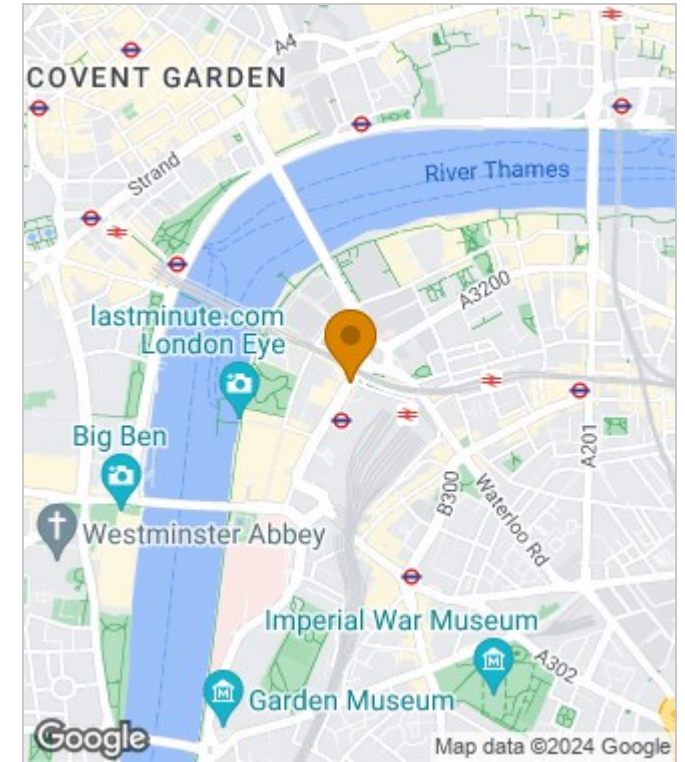 A4
COVENT GARDEN
Strand
River Thames
A3200
lastminute.com
London Eye
Big Ben
A201
B300
Waterloo Rd
Westminster Abbey
Imperial War Museum
A302
Garden Museum
Google
Map data ©2024 Google